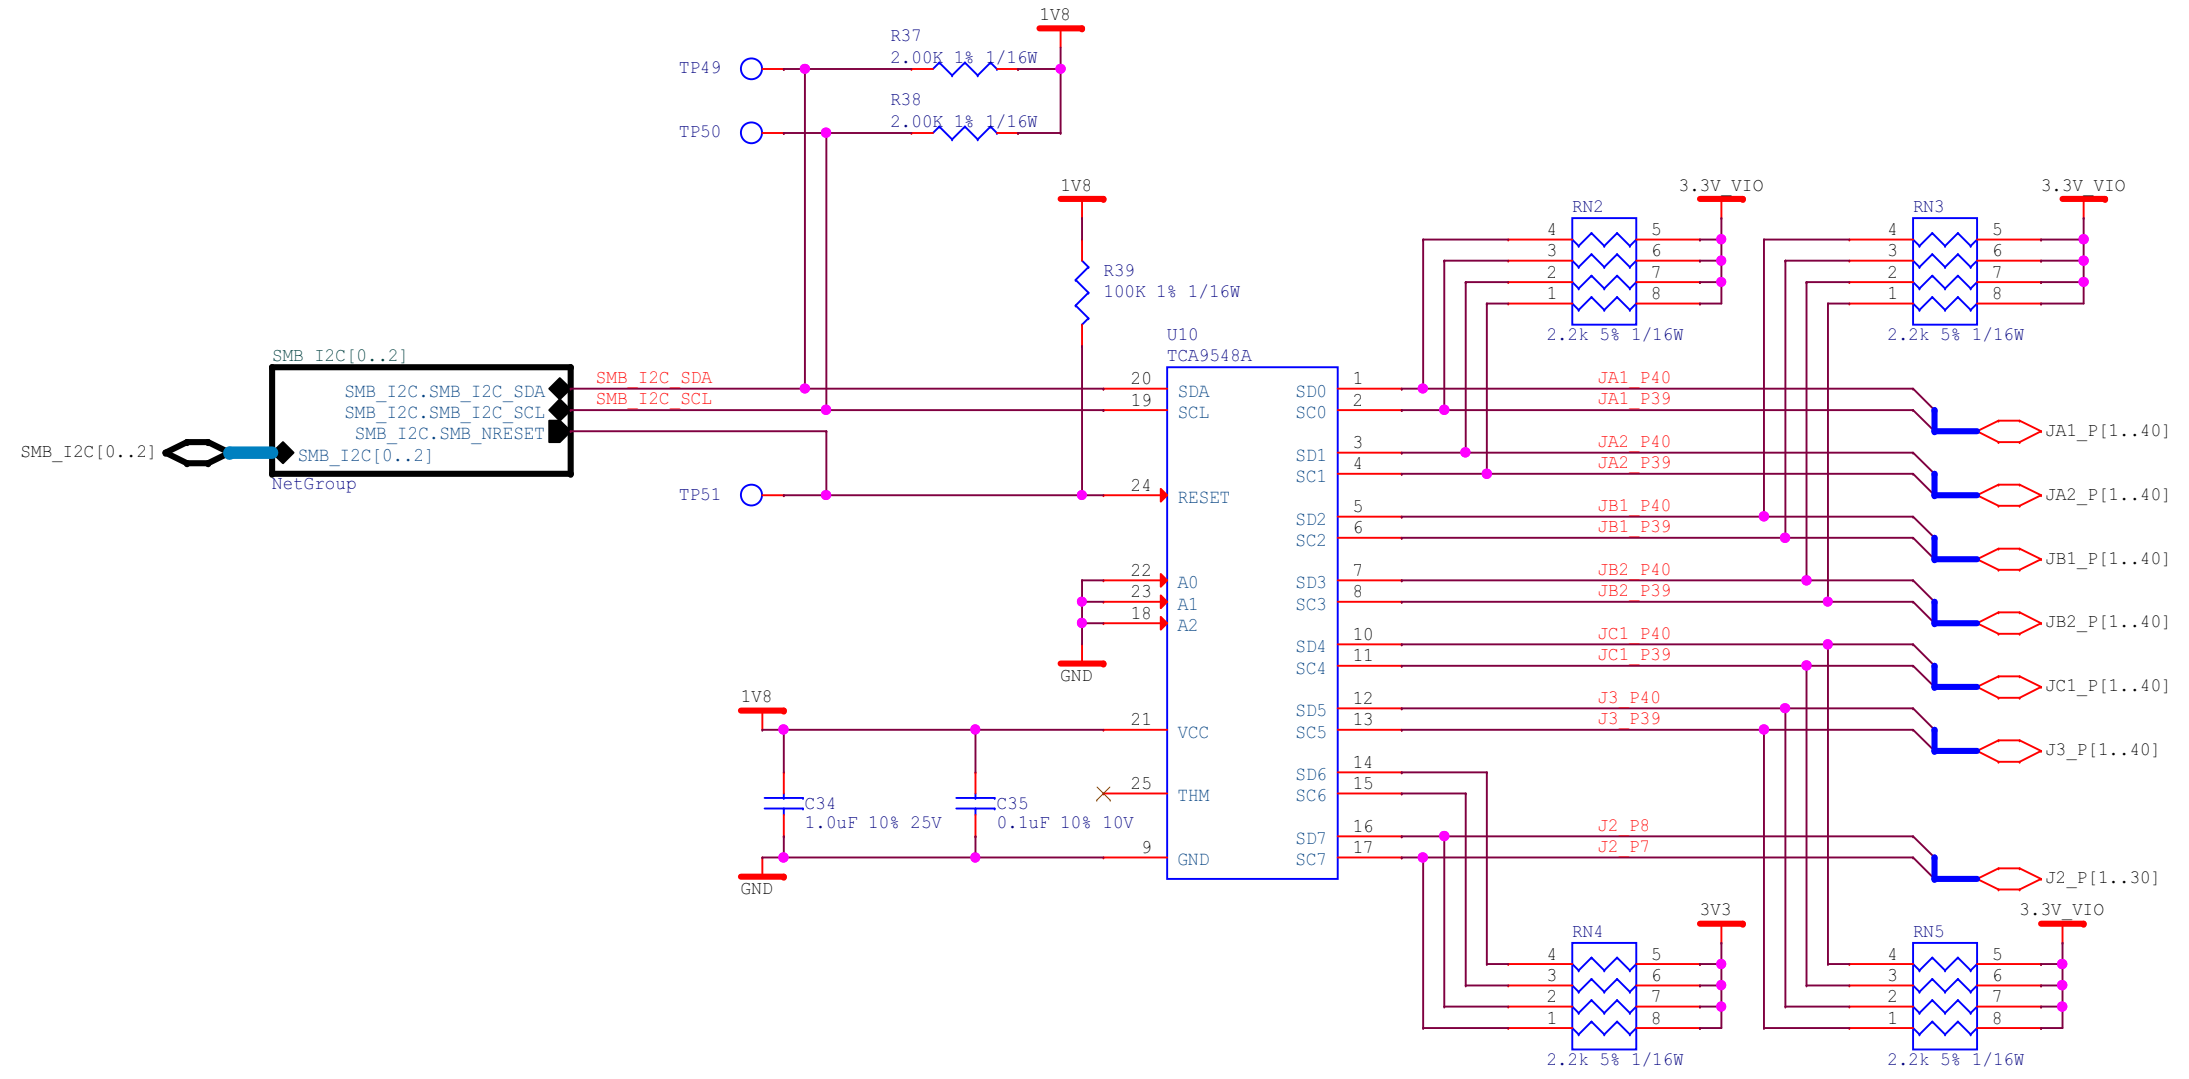 1V8
R37
2.00K 1% 1/16W
TP49
R38
2.00K 1% 1/16W
TP50
1V8
R39
100K 1% 1/16W
3.3V_VIO
RN2
4 5
3 6
2 7
1 8
2.2k 5% 1/16W
3.3V_VIO
RN3
4 5
3 6
2 7
1 8
2.2k 5% 1/16W
SMB_I2C[0..2]
SMB_I2C.SMB_I2C_SDA
SMB_I2C.SMB_I2C_SCL
SMB_I2C.SMB_NRESET
SMB_I2C[0..2]
SMB_I2C[0..2]
NetGroup
SMB_I2C_SDA
SMB_I2C_SCL
TP51
U10
TCA9548A
20 SDA
19 SCL
24 RESET
22 A0
23 A1
18 A2
GND
1V8
21 VCC
25 THM
9 GND
C34
1.0uF 10% 25V
C35
0.1uF 10% 10V
GND
SD0 1 JA1_P40
SC0 2 JA1_P39
JA1_P[1..40]
SD1 3 JA2_P40
SC1 4 JA2_P39
JA2_P[1..40]
SD2 5 JB1_P40
SC2 6 JB1_P39
JB1_P[1..40]
SD3 7 JB2_P40
SC3 8 JB2_P39
JB2_P[1..40]
SD4 10 JC1_P40
SC4 11 JC1_P39
JC1_P[1..40]
SD5 12 J3_P40
SC5 13 J3_P39
J3_P[1..40]
SD6 14
SC6 15
SD7 16 J2_P8
SC7 17 J2_P7
J2_P[1..30]
3V3
RN4
4 5
3 6
2 7
1 8
2.2k 5% 1/16W
3.3V_VIO
RN5
4 5
3 6
2 7
1 8
2.2k 5% 1/16W